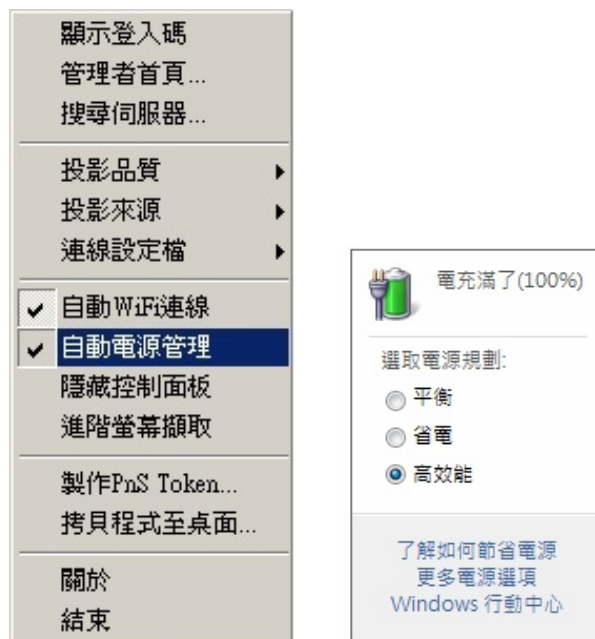 顯示登入碼
管理者首頁...
搜尋伺服器...
投影品質
投影來源
連線設定檔
自動WiFi連線
自動電源管理
隱藏控制面板
進階螢幕擷取
製作PnS Token...
拷貝程式至桌面...
關於
結束
電充滿了(100%)
選取電源規劃:
平衡
省電
高效能
了解如何節省電源
更多電源選項
Windows 行動中心